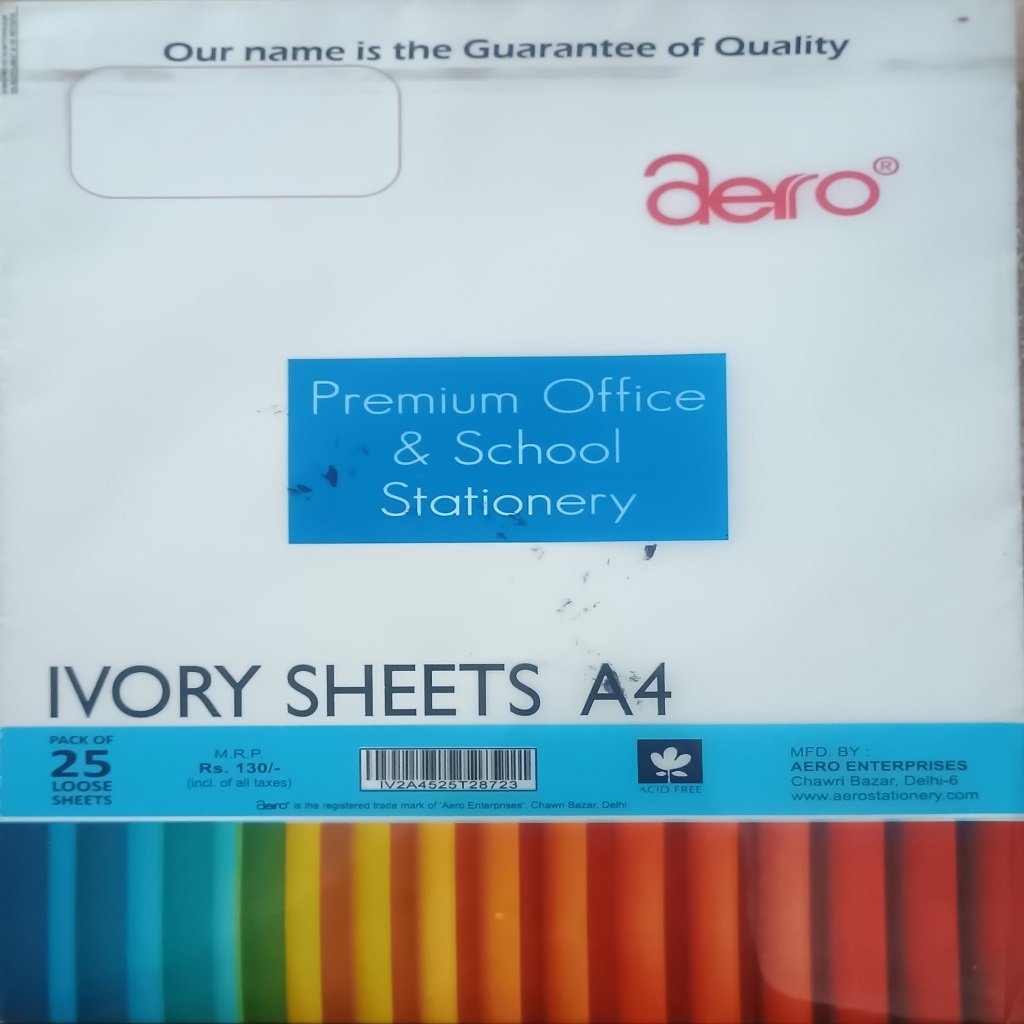 Our name is the Guarantee of Quality
aero®
Premium Office
& School
Stationery
IVORY SHEETS A4
PACK OF
25
LOOSE
SHEETS
M.R.P.
Rs. 130/-
(incl. of all taxes)
IV2A4525T28723
ACID FREE
MFD. BY :
AERO ENTERPRISES
Chawri Bazar, Delhi-6
www.aerostationery.com
aero® is the registered trade mark of 'Aero Enterprises', Chawri Bazar, Delhi